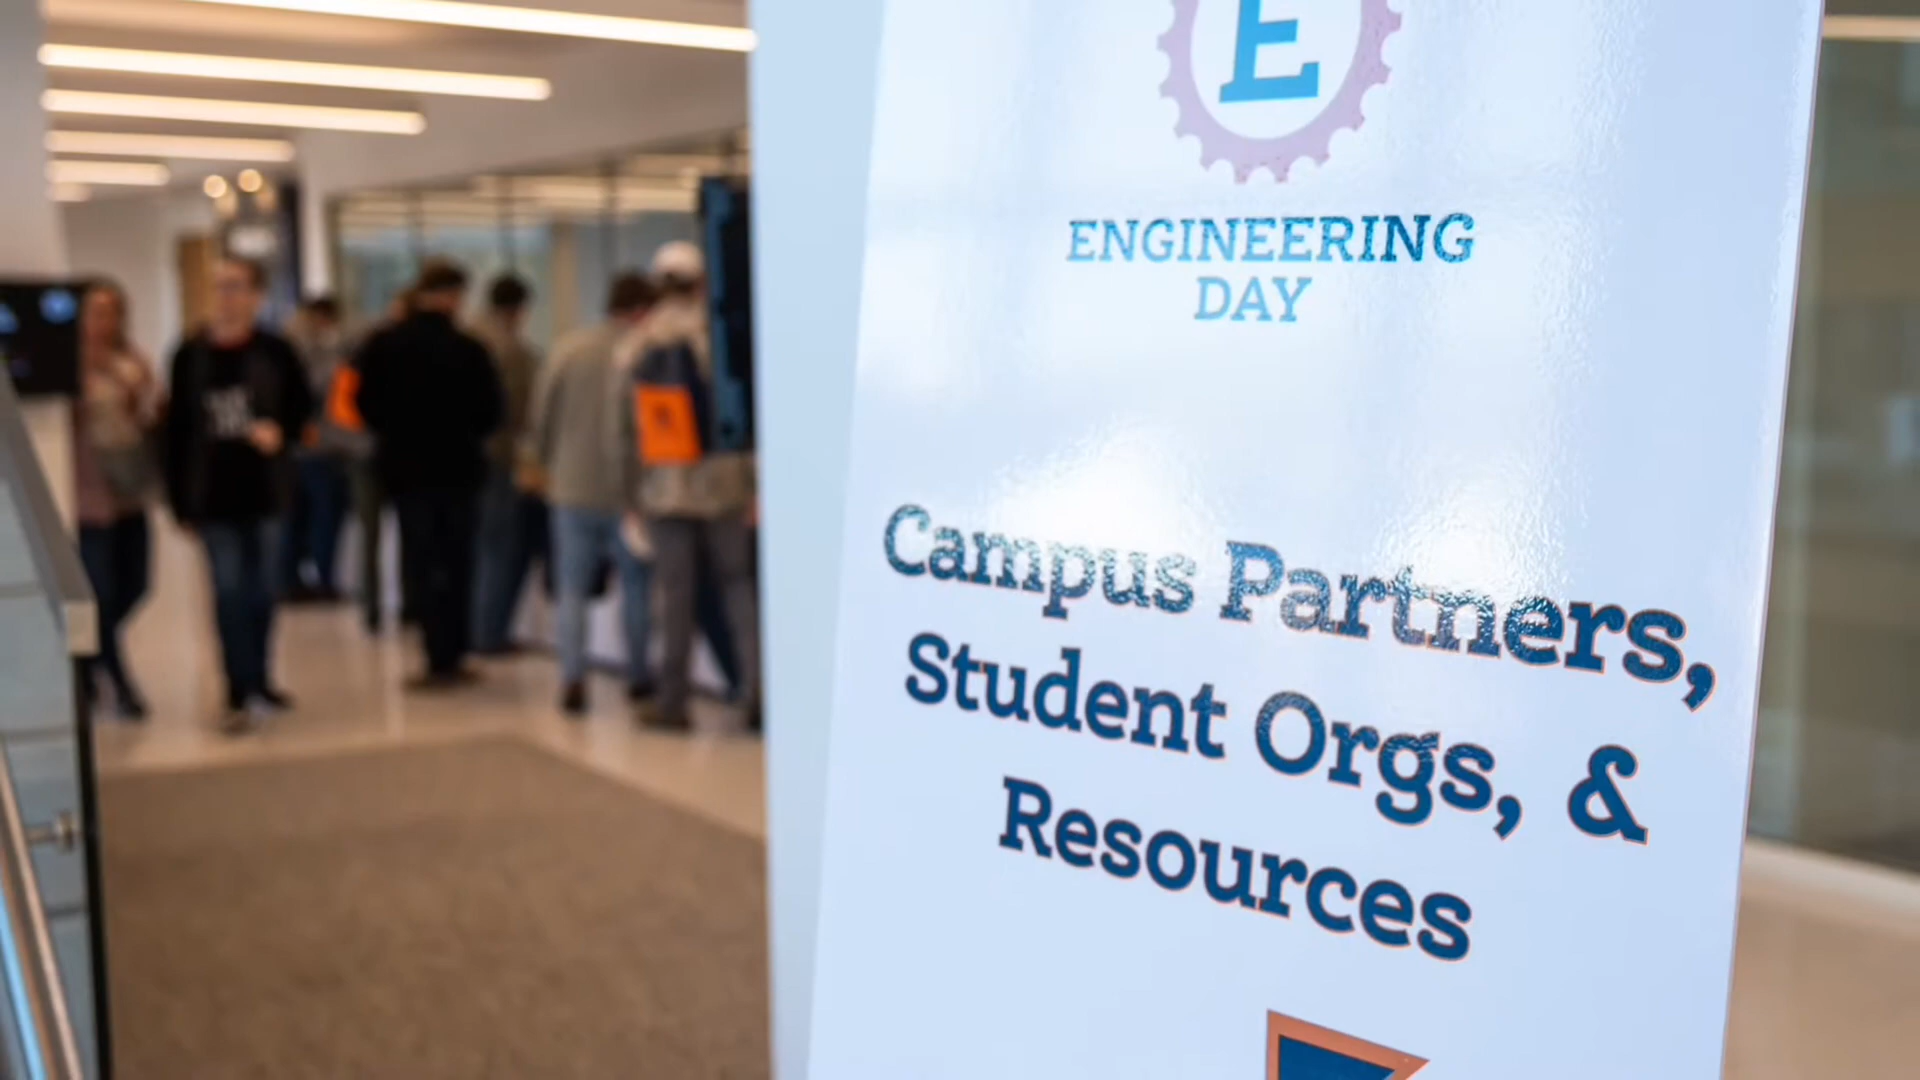 E
ENGINEERING
DAY
Campus Partners,
Student Orgs, &
Resources